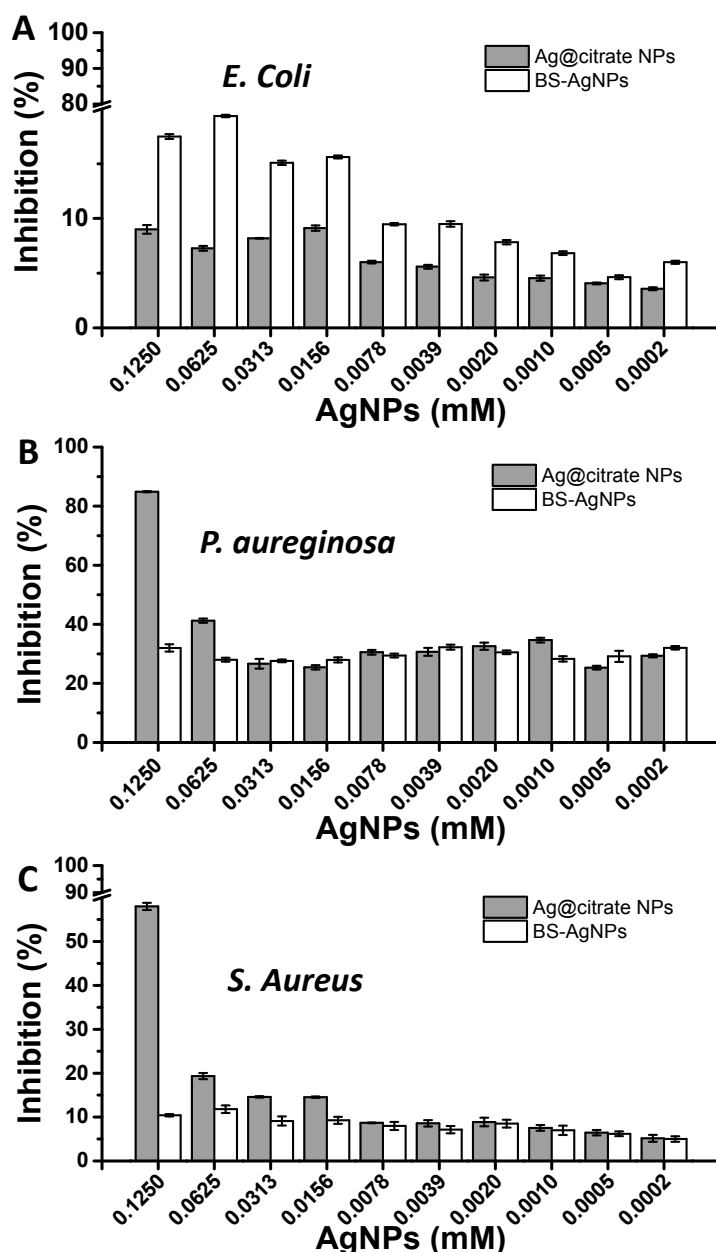 A
Inhibition (%)
100
90
80
10
0
E. Coli
Ag@citrate NPs
BS-AgNPs
0.1250
0.0625
0.0313
0.0156
0.0078
0.0039
0.0020
0.0010
0.0005
0.0002
AgNPs (mM)
B
Inhibition (%)
100
80
60
40
20
0
P. aureginosa
Ag@citrate NPs
BS-AgNPs
0.1250
0.0625
0.0313
0.0156
0.0078
0.0039
0.0020
0.0010
0.0005
0.0002
AgNPs (mM)
C
Inhibition (%)
100
90
50
40
30
20
10
0
S. Aureus
Ag@citrate NPs
BS-AgNPs
0.1250
0.0625
0.0313
0.0156
0.0078
0.0039
0.0020
0.0010
0.0005
0.0002
AgNPs (mM)